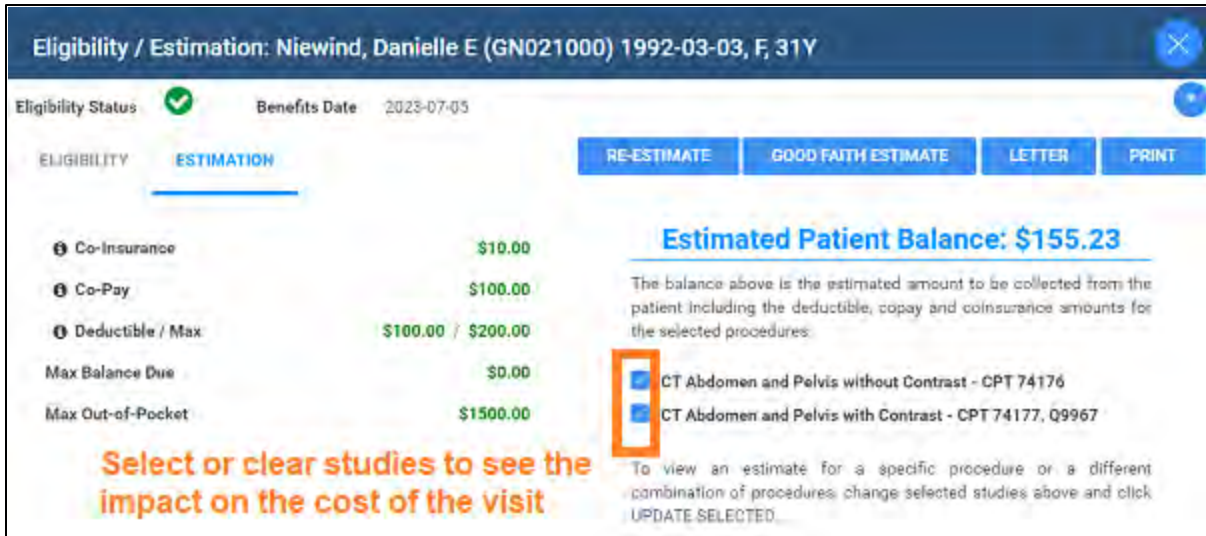 Eligibility / Estimation: Niewind, Danielle E (GN021000) 1992-03-03, F, 31Y
Eligibility Status Benefits Date 2023-07-05
ELIGIBILITY ESTIMATION RE-ESTIMATE GOOD FAITH ESTIMATE LETTER PRINT
Co-Insurance $10.00
Co-Pay $100.00
Deductible / Max $100.00 / $200.00
Max Balance Due $0.00
Max Out-of-Pocket $1500.00
Select or clear studies to see the
impact on the cost of the visit
Estimated Patient Balance: $155.23
The balance above is the estimated amount to be collected from the
patient including the deductible, copay and coinsurance amounts for
the selected procedures.
CT Abdomen and Pelvis without Contrast - CPT 74176
CT Abdomen and Pelvis with Contrast - CPT 74177, Q9967
To view an estimate for a specific procedure or a different
combination of procedures, change selected studies above and click
UPDATE SELECTED.